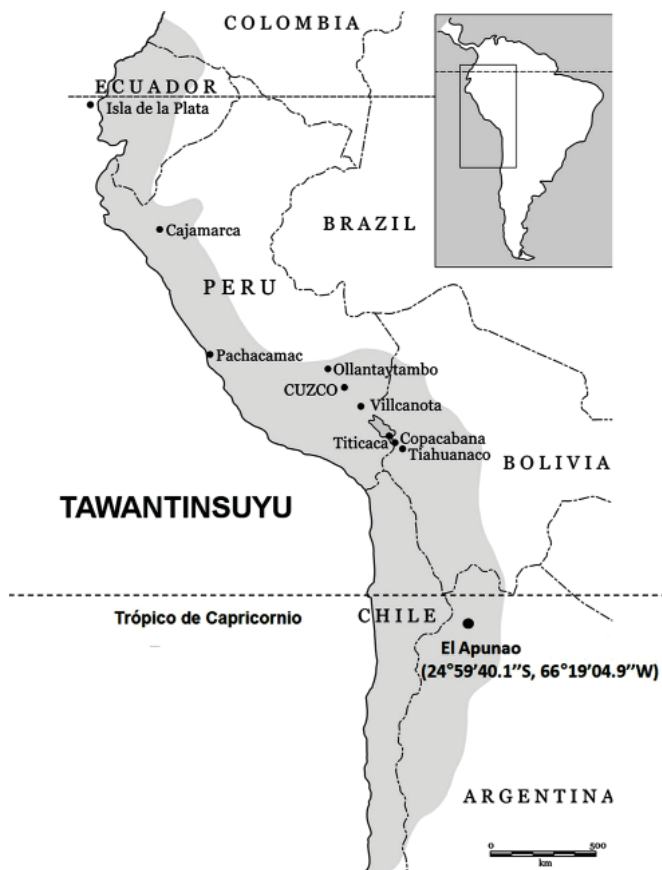 COLOMBIA
ECUADOR
Isla de la Plata
Cajamarca
BRAZIL
PERU
Pachacamac
Ollantaytambo
CUZCO
Villcanota
Titicaca
Copacabana
Tiahuanaco
BOLIVIA
TAWANTINSUYU
Trópico de Capricornio
CHILE
El Apunao
(24°59’40.1’’S, 66°19’04.9’’W)
ARGENTINA
0 500
km